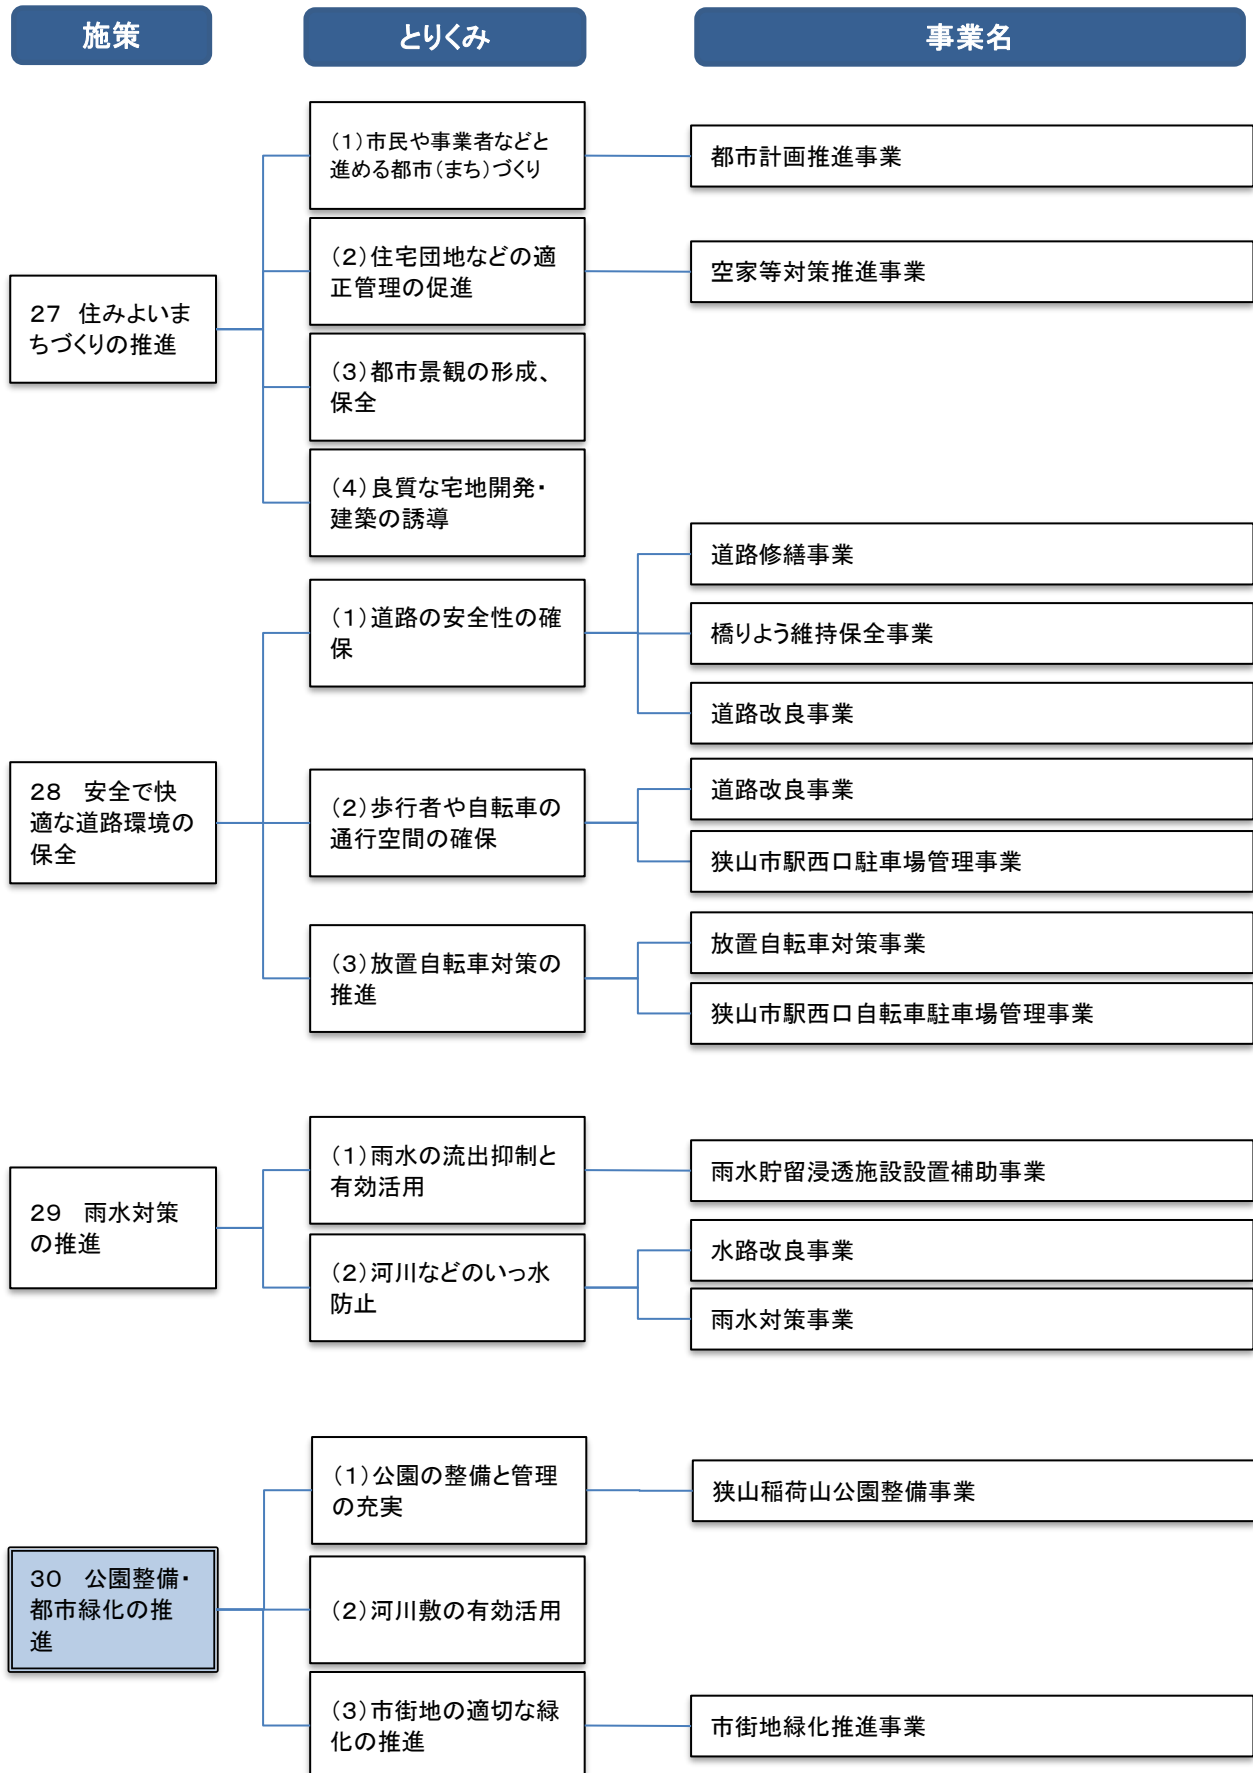 施策
とりくみ
事業名
27　住みよいま
ちづくりの推進
(1)市民や事業者などと
進める都市(まち)づくり
都市計画推進事業
(2)住宅団地などの適
正管理の促進
空家等対策推進事業
(3)都市景観の形成、
保全
(4)良質な宅地開発・
建築の誘導
28　安全で快
適な道路環境の
保全
(1)道路の安全性の確
保
道路修繕事業
橋りよう維持保全事業
道路改良事業
(2)歩行者や自転車の
通行空間の確保
道路改良事業
狭山市駅西口駐車場管理事業
(3)放置自転車対策の
推進
放置自転車対策事業
狭山市駅西口自転車駐車場管理事業
29　雨水対策
の推進
(1)雨水の流出抑制と
有効活用
雨水貯留浸透施設設置補助事業
(2)河川などのいっ水
防止
水路改良事業
雨水対策事業
30　公園整備・
都市緑化の推
進
(1)公園の整備と管理
の充実
狭山稲荷山公園整備事業
(2)河川敷の有効活用
(3)市街地の適切な緑
化の推進
市街地緑化推進事業